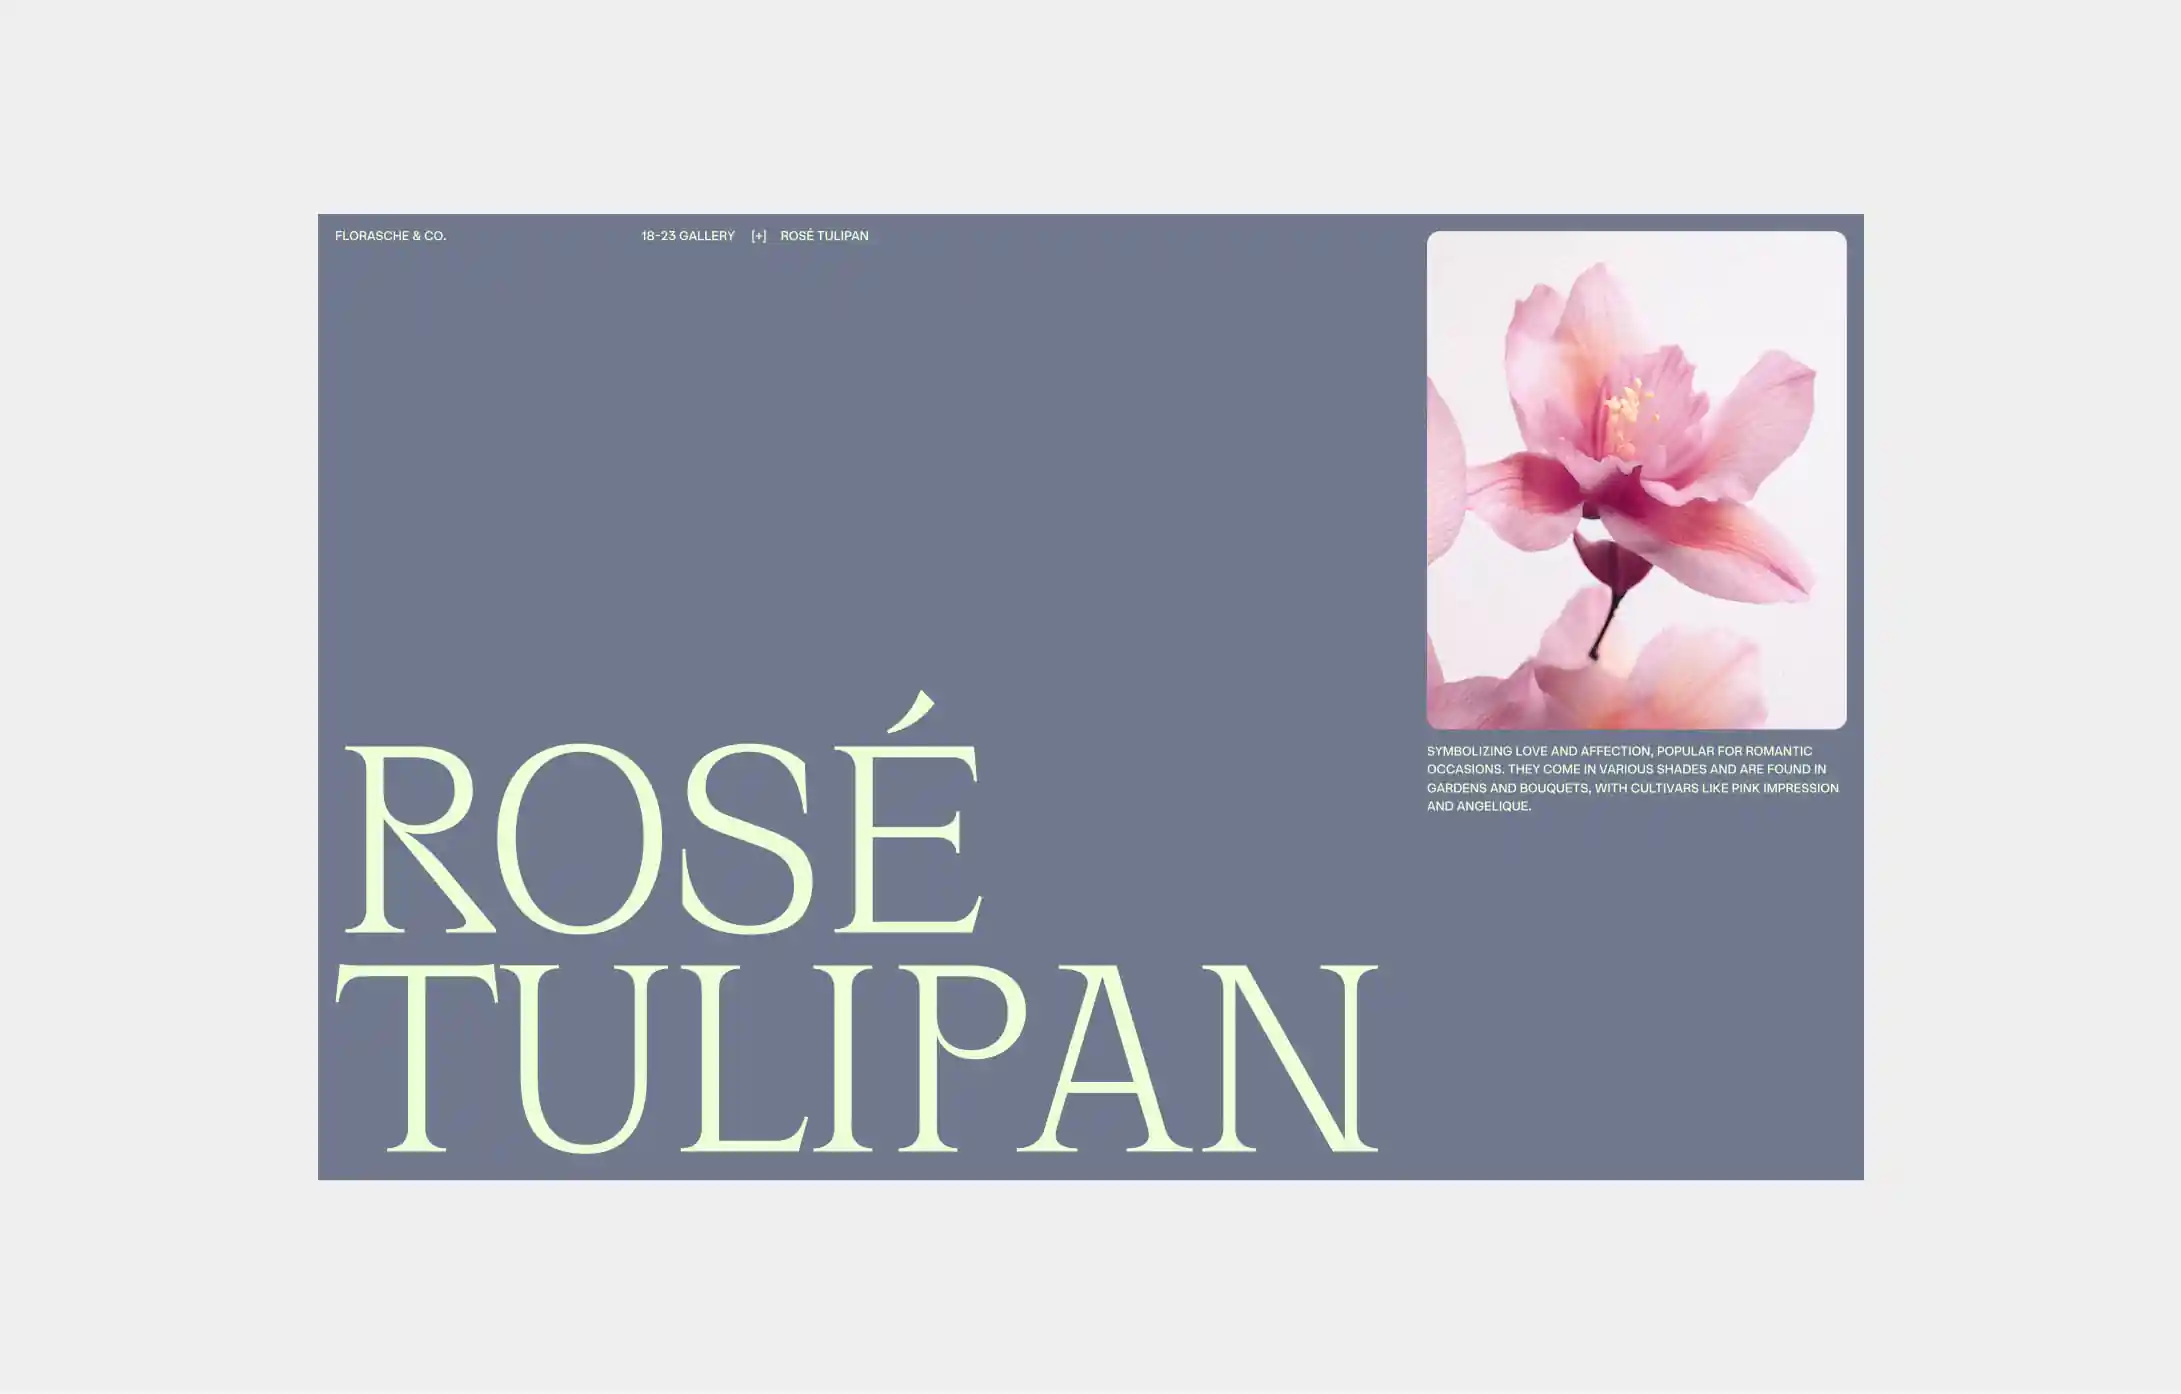 FLORASCHE & CO.
18-23 GALLERY [+] ROSÉ TULIPAN
SYMBOLIZING LOVE AND AFFECTION, POPULAR FOR ROMANTIC
OCCASIONS. THEY COME IN VARIOUS SHADES AND ARE FOUND IN
GARDENS AND BOUQUETS, WITH CULTIVARS LIKE PINK IMPRESSION
AND ANGELIQUE.
ROSÉ
TULIPAN